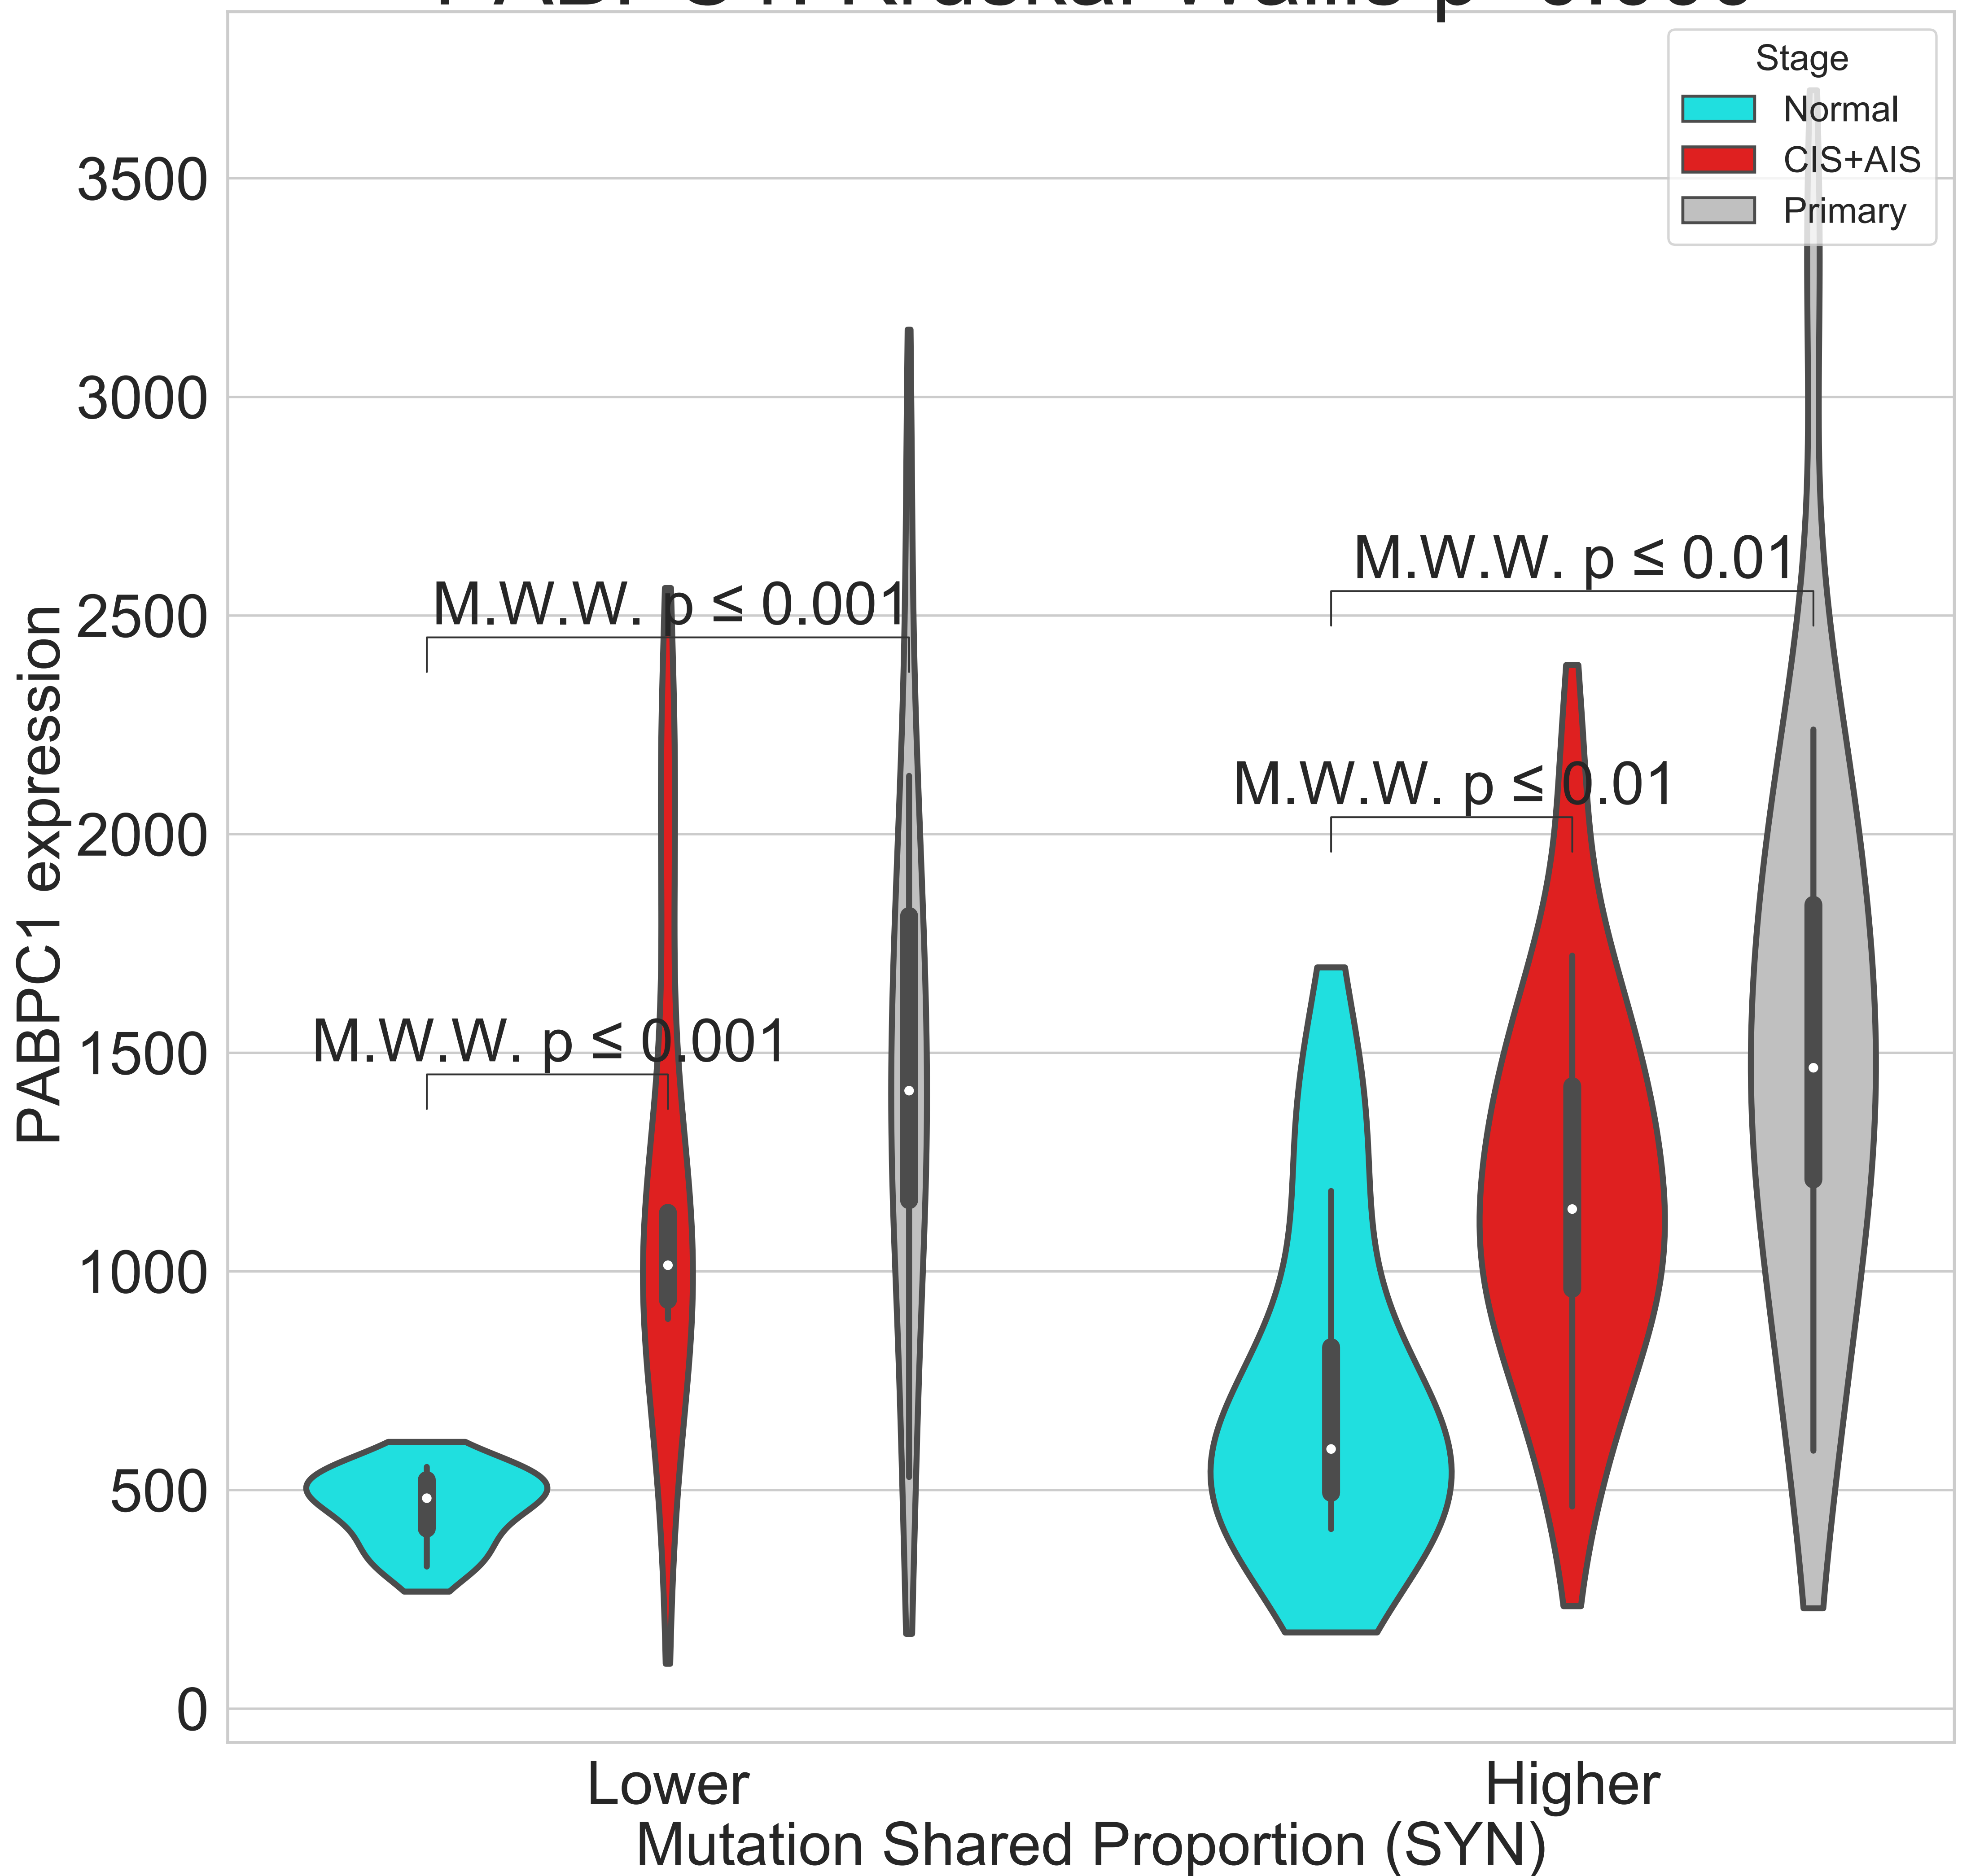 Stage
Normal
CIS+AIS
Primary
3500
3000
2500
2000
1500
1000
500
0
PABPC1 expression
M.W.W. p ≤ 0.001
M.W.W. p ≤ 0.01
M.W.W. p ≤ 0.01
M.W.W. p ≤ 0.001
Lower
Higher
Mutation Shared Proportion (SYN)